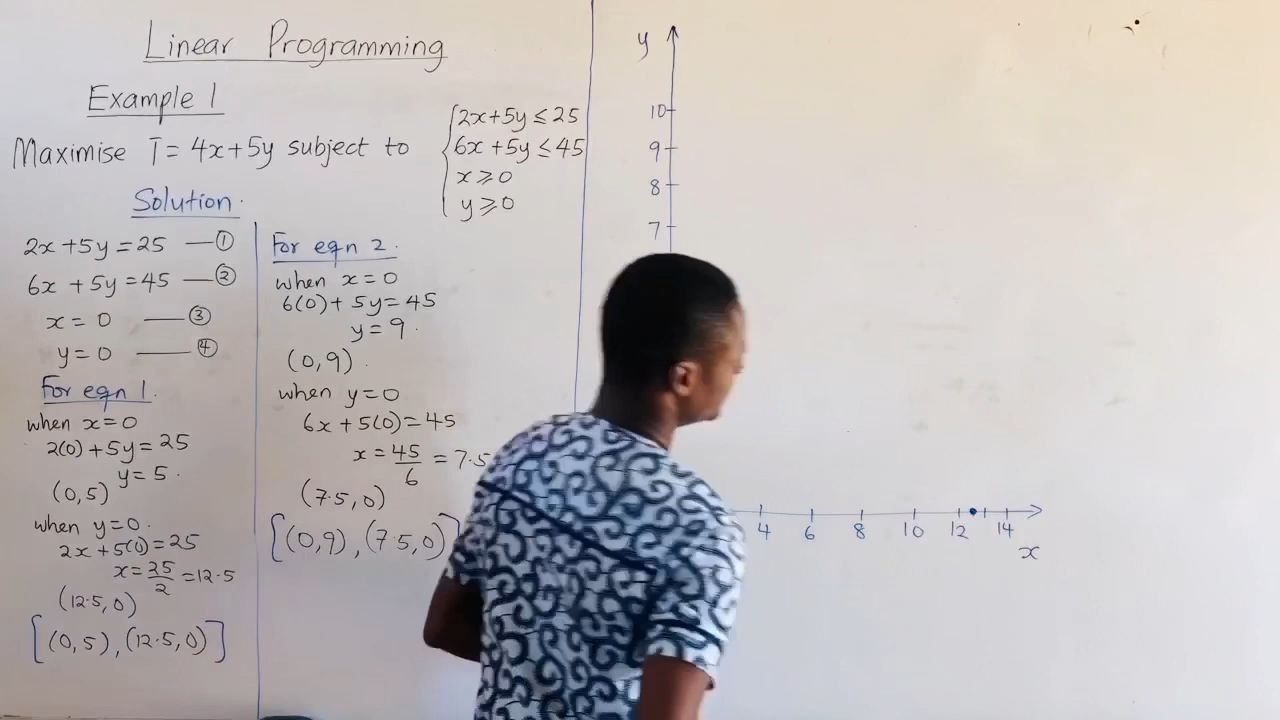 Linear Programming
Example 1
Maximise T = 4x+5y subject to
2x+5y ≤ 25
6x+5y ≤ 45
x ≥ 0
y ≥ 0
Solution.
2x+5y = 25 —①
6x+5y = 45 —②
x = 0 —③
y = 0 —④
For eqn 1.
when x=0
2(0)+5y = 25
y = 5.
(0,5)
when y=0.
2x+5(0)=25
x = 25/2 = 12.5
(12.5, 0)
[(0,5), (12.5,0)]
For eqn 2.
when x=0
6(0)+5y=45
y = 9.
(0,9).
when y=0
6x+5(0)=45
x = 45/6 = 7.5
(7.5, 0)
[(0,9), (7.5,0)]
y
10
9
8
7
4 6 8 10 12 14
x